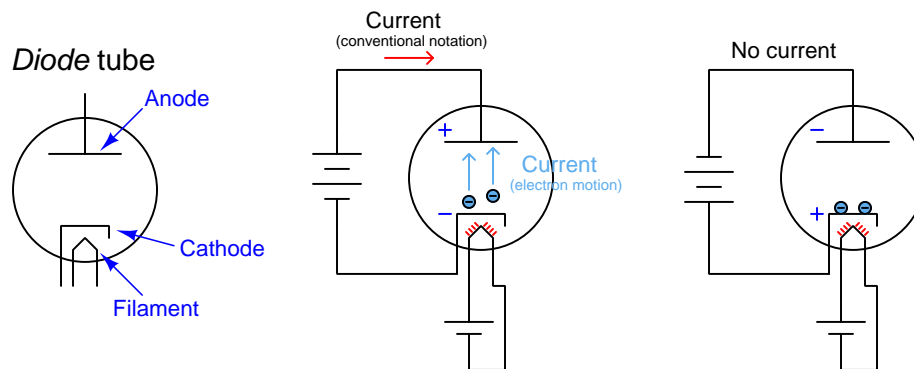 Diode tube
Anode
Cathode
Filament
Current
(conventional notation)
+
Current
(electron motion)
-
No current
-
+